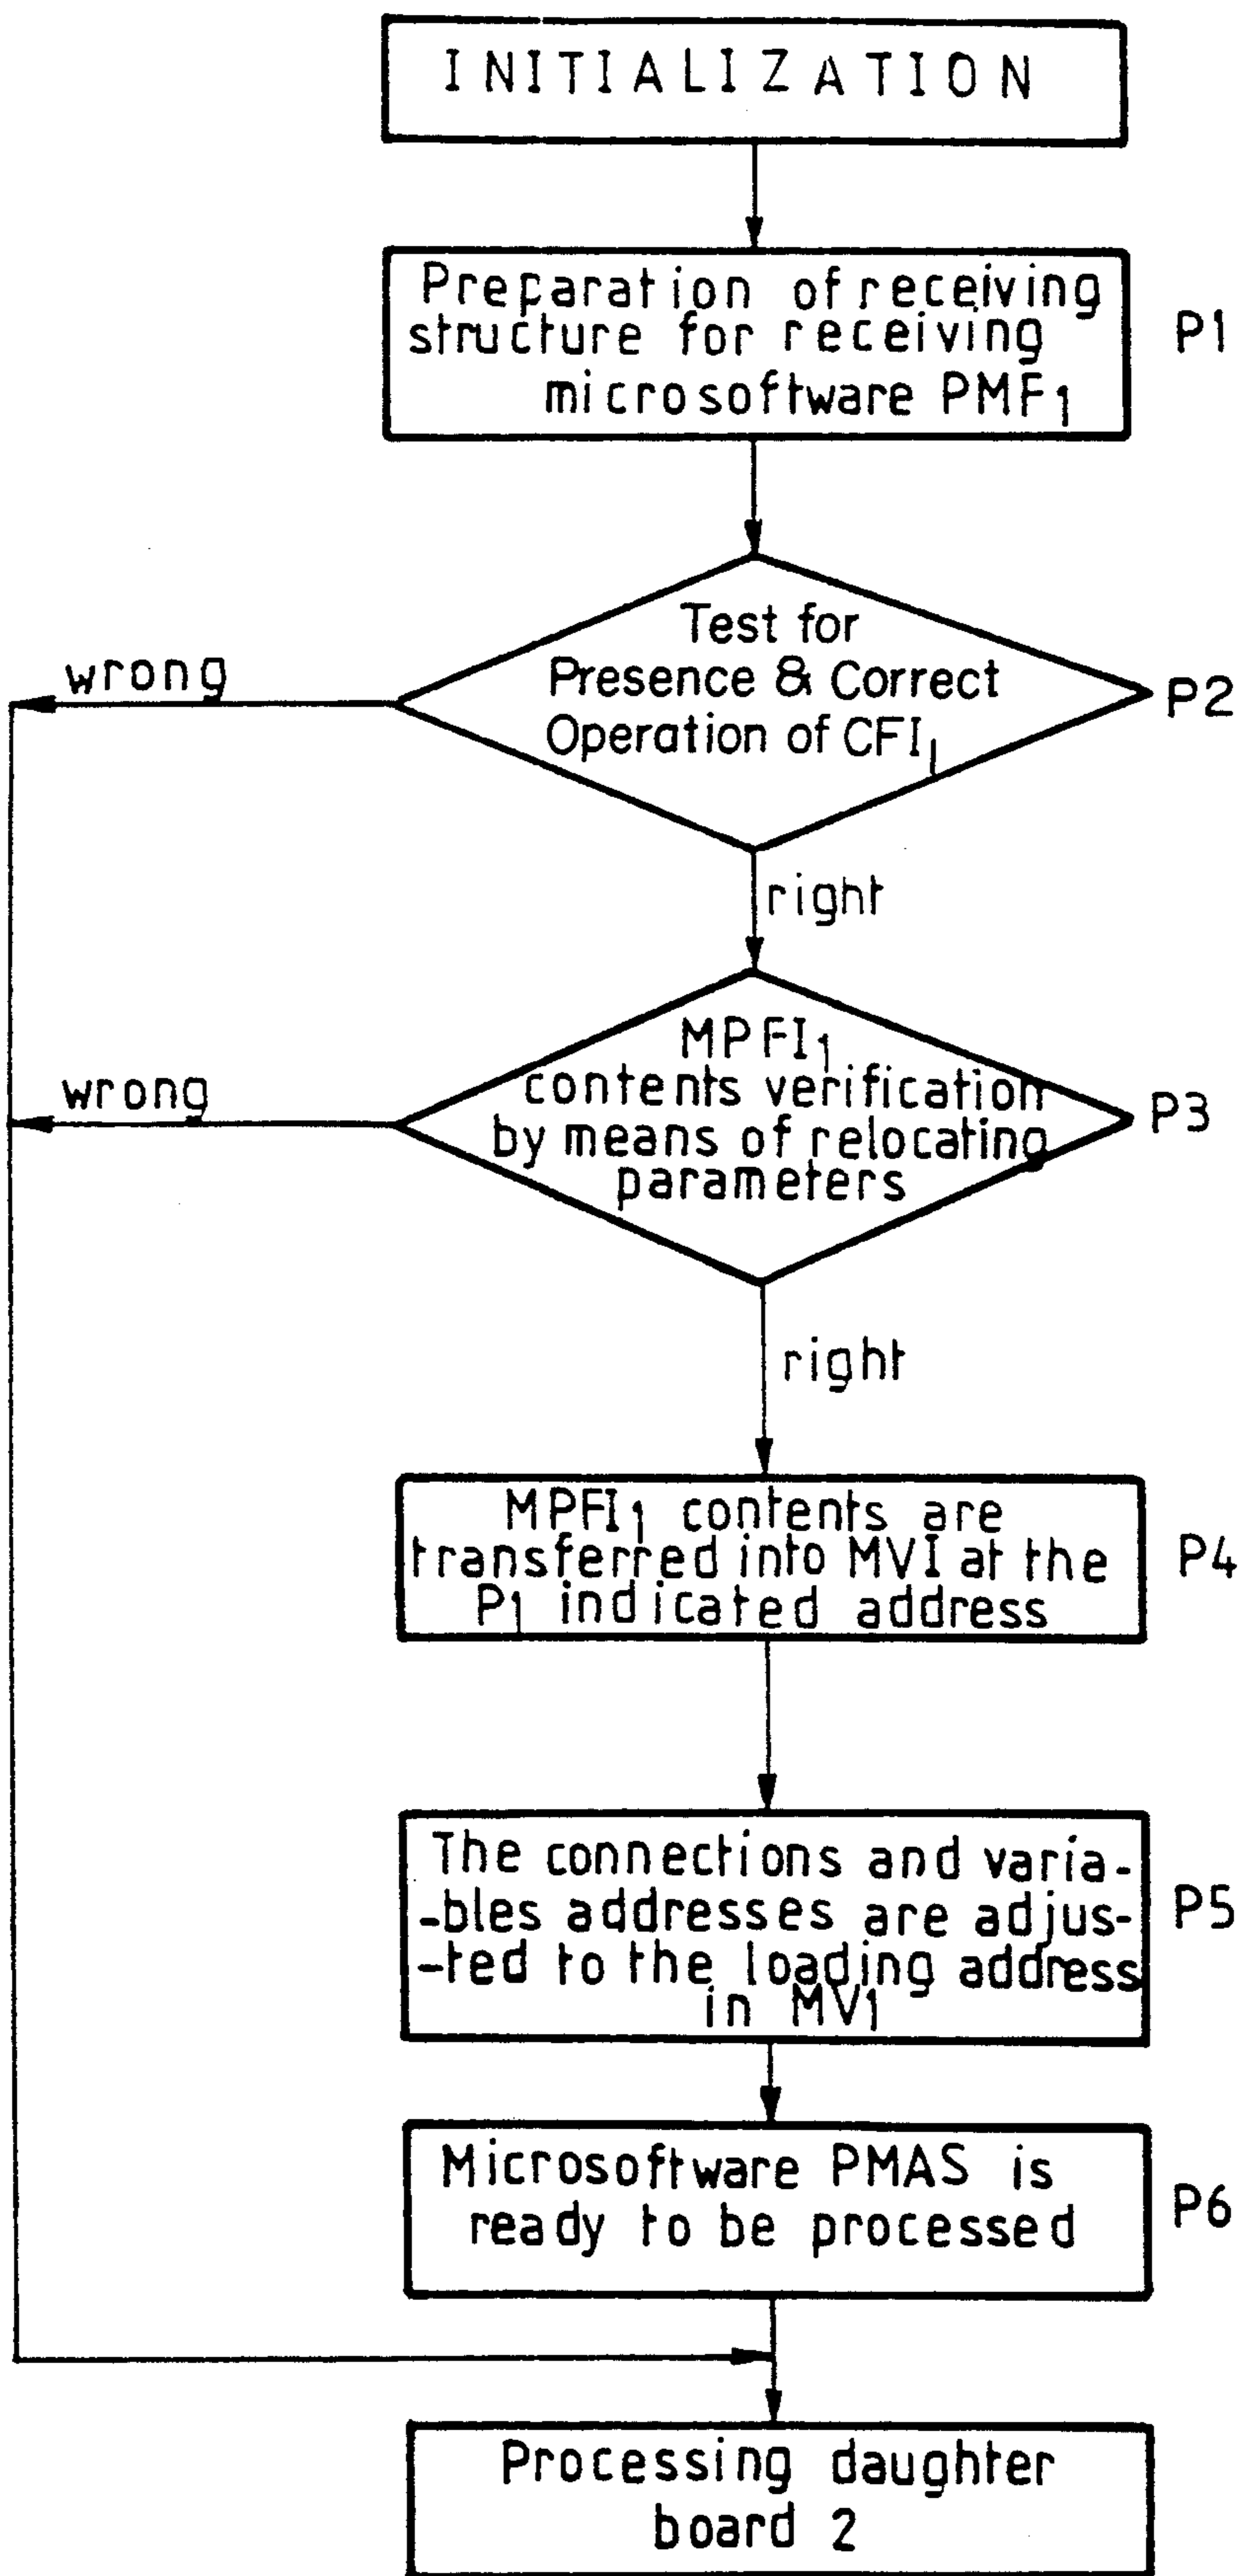 INITIALIZATION
Preparation of receiving
structure for receiving
microsoftware PMF1
P1
Test for
Presence & Correct
Operation of CFI1
P2
wrong
right
MPFI1
contents verification
by means of relocating
parameters
P3
wrong
right
MPFI1 contents are
transferred into MVI at the
P1 indicated address
P4
The connections and varia-
-bles addresses are adjus-
-ted to the loading address
in MV1
P5
Microsoftware PMAS is
ready to be processed
P6
Processing daughter
board 2